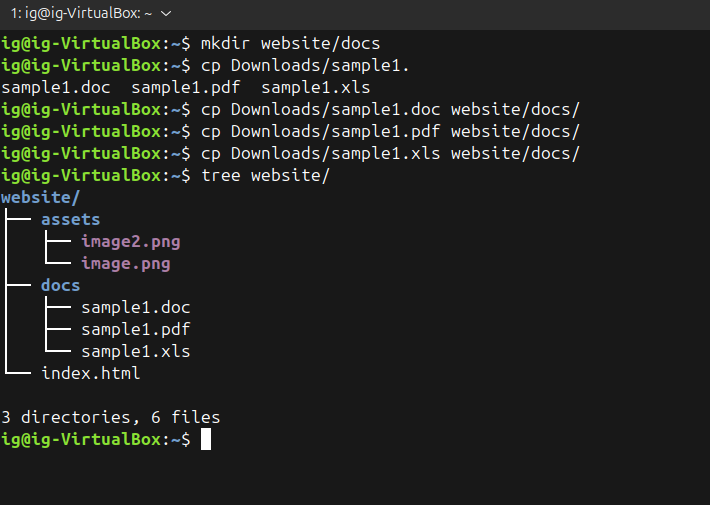 1: ig@ig-VirtualBox: ~
ig@ig-VirtualBox:~$ mkdir website/docs
ig@ig-VirtualBox:~$ cp Downloads/sample1.
sample1.doc  sample1.pdf  sample1.xls
ig@ig-VirtualBox:~$ cp Downloads/sample1.doc website/docs/
ig@ig-VirtualBox:~$ cp Downloads/sample1.pdf website/docs/
ig@ig-VirtualBox:~$ cp Downloads/sample1.xls website/docs/
ig@ig-VirtualBox:~$ tree website/
website/
├── assets
│   ├── image2.png
│   └── image.png
├── docs
│   ├── sample1.doc
│   ├── sample1.pdf
│   └── sample1.xls
└── index.html
3 directories, 6 files
ig@ig-VirtualBox:~$